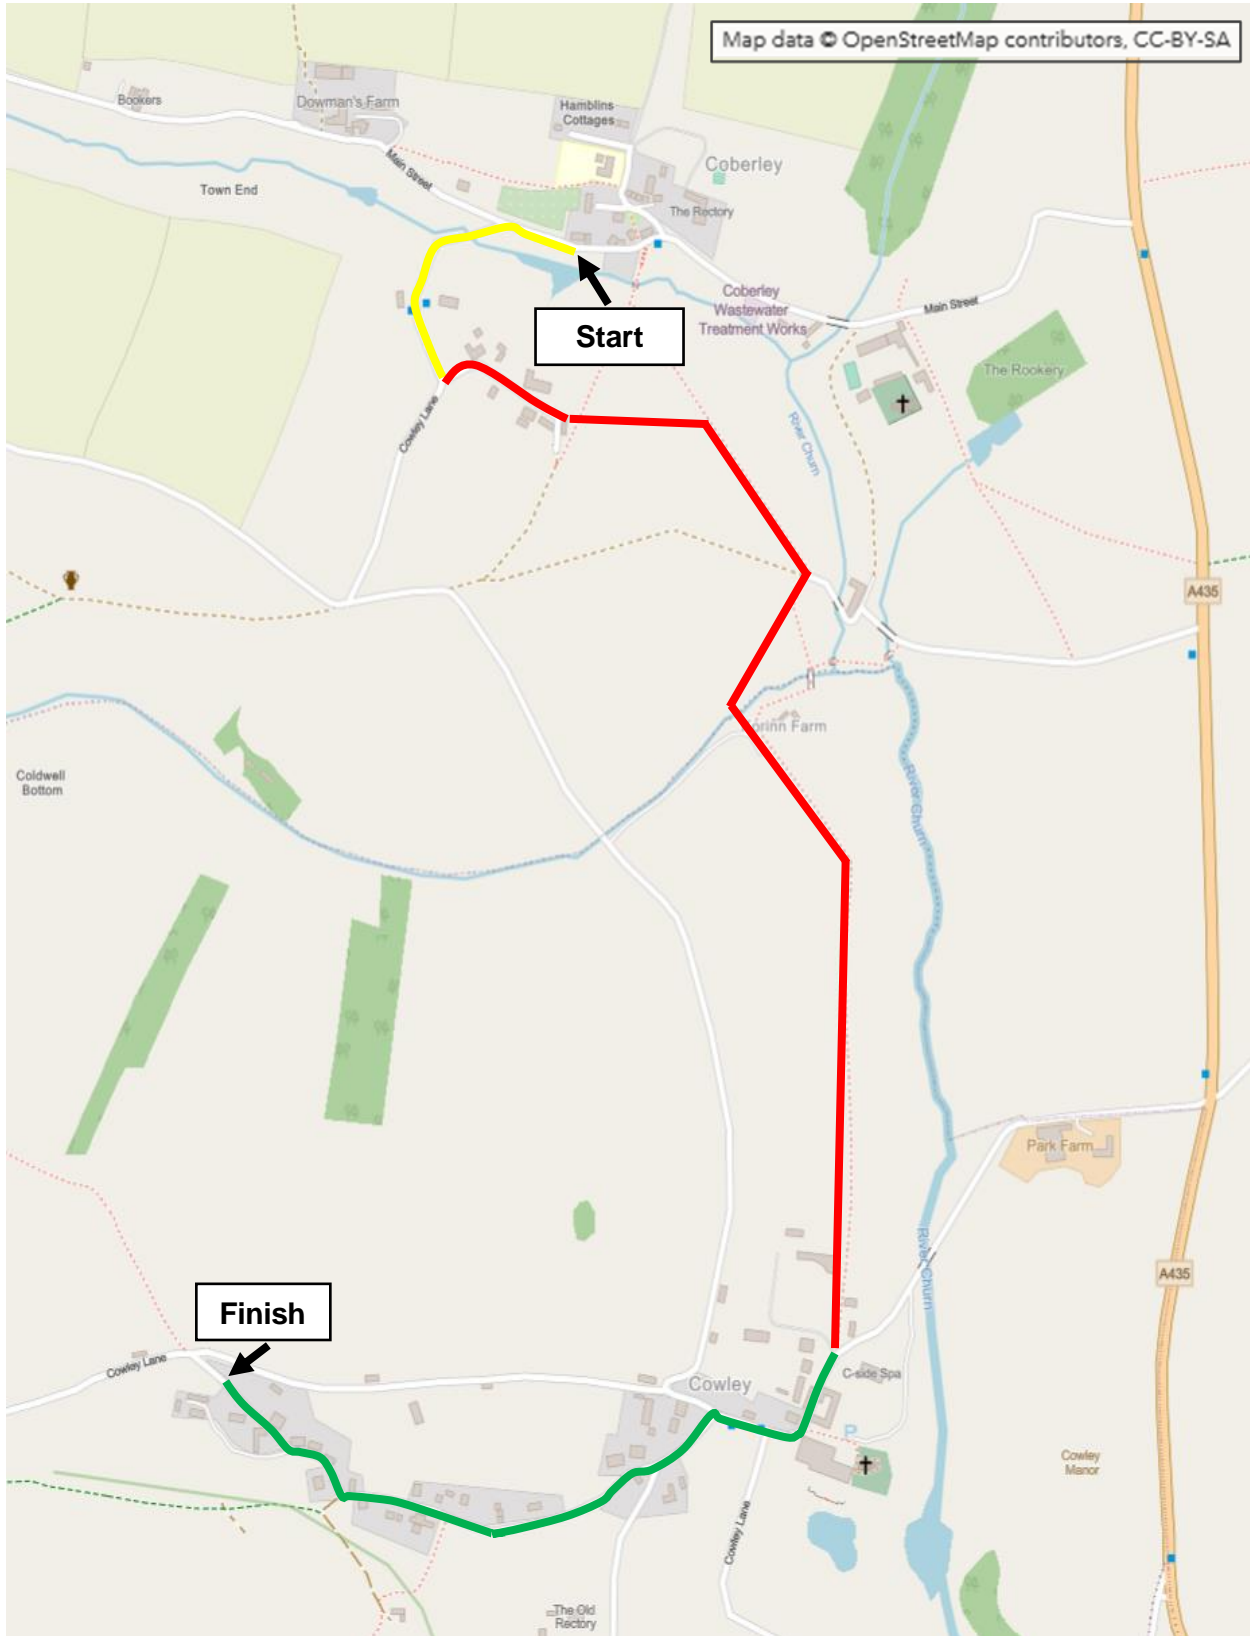 Map data © OpenStreetMap contributors, CC-BY-SA
Bookers
Dowman's Farm
Hamblins
Cottages
Main Street
Coberley
Town End
The Rectory
Start
Coberley
Wastewater
Treatment Works
Main Street
The Rookery
Cowley Lane
River Churn
A435
orinn Farm
Coldwell
Bottom
River Churn
Park Farm
River Churn
A435
Finish
Cowley Lane
Cowley
C-side Spa
P
Cowley
Manor
Cowley Lane
The Old
Rectory